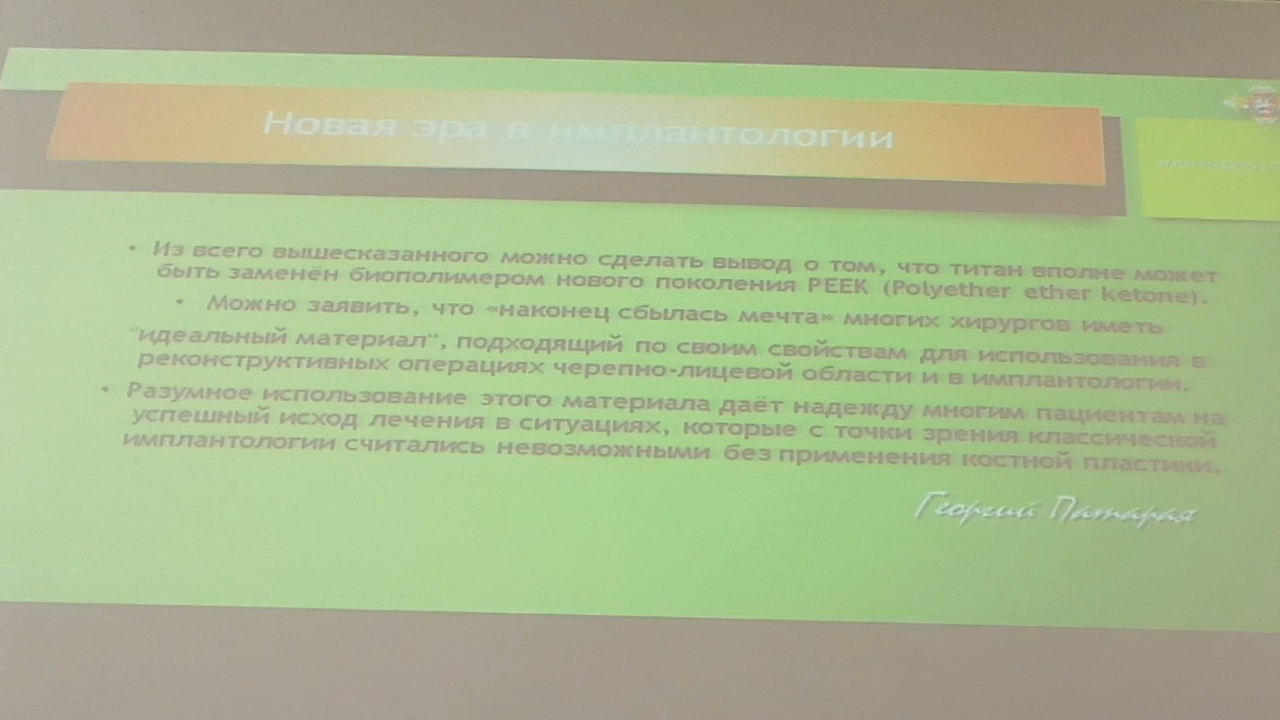 Новая эра в имплантологии
• Из всего вышесказанного можно сделать вывод о том, что титан вполне может
быть заменён биополимером нового поколения PEEK (Polyether ether ketone).
• Можно заявить, что «наконец сбылась мечта» многих хирургов иметь
"идеальный материал", подходящий по своим свойствам для использования в
реконструктивных операциях черепно-лицевой области и в имплантологии.
• Разумное использование этого материала даёт надежду многим пациентам на
успешный исход лечения в ситуациях, которые с точки зрения классической
имплантологии считались невозможными без применения костной пластики.
Георгий Патарая